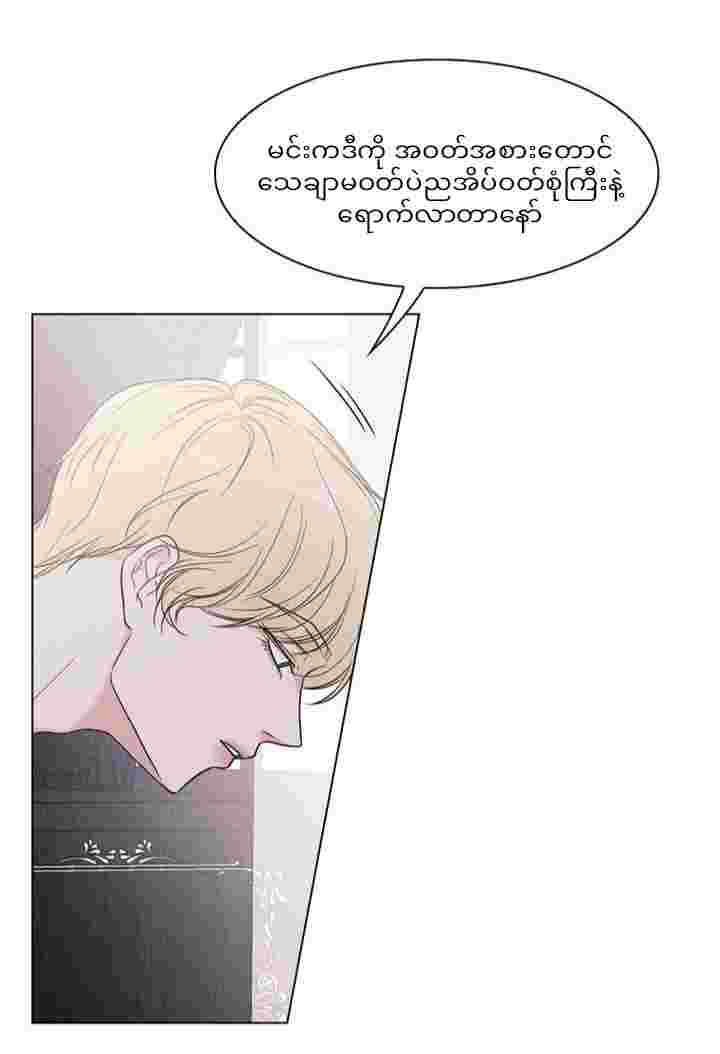 မင်းကဒီကို အဝတ်အစားတောင်
သေချာမဝတ်ပဲညအိပ်ဝတ်စုံကြီးနဲ့
ရောက်လာတာနော်